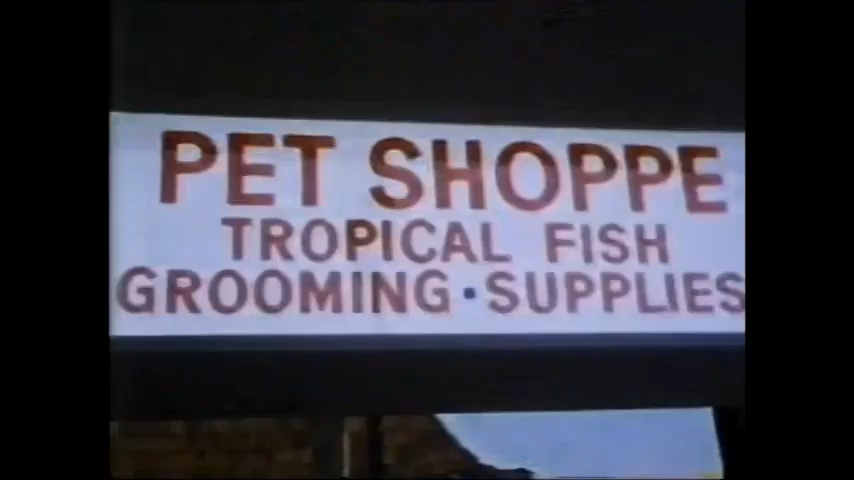 PET SHOPPE
TROPICAL FISH
GROOMING · SUPPLIES